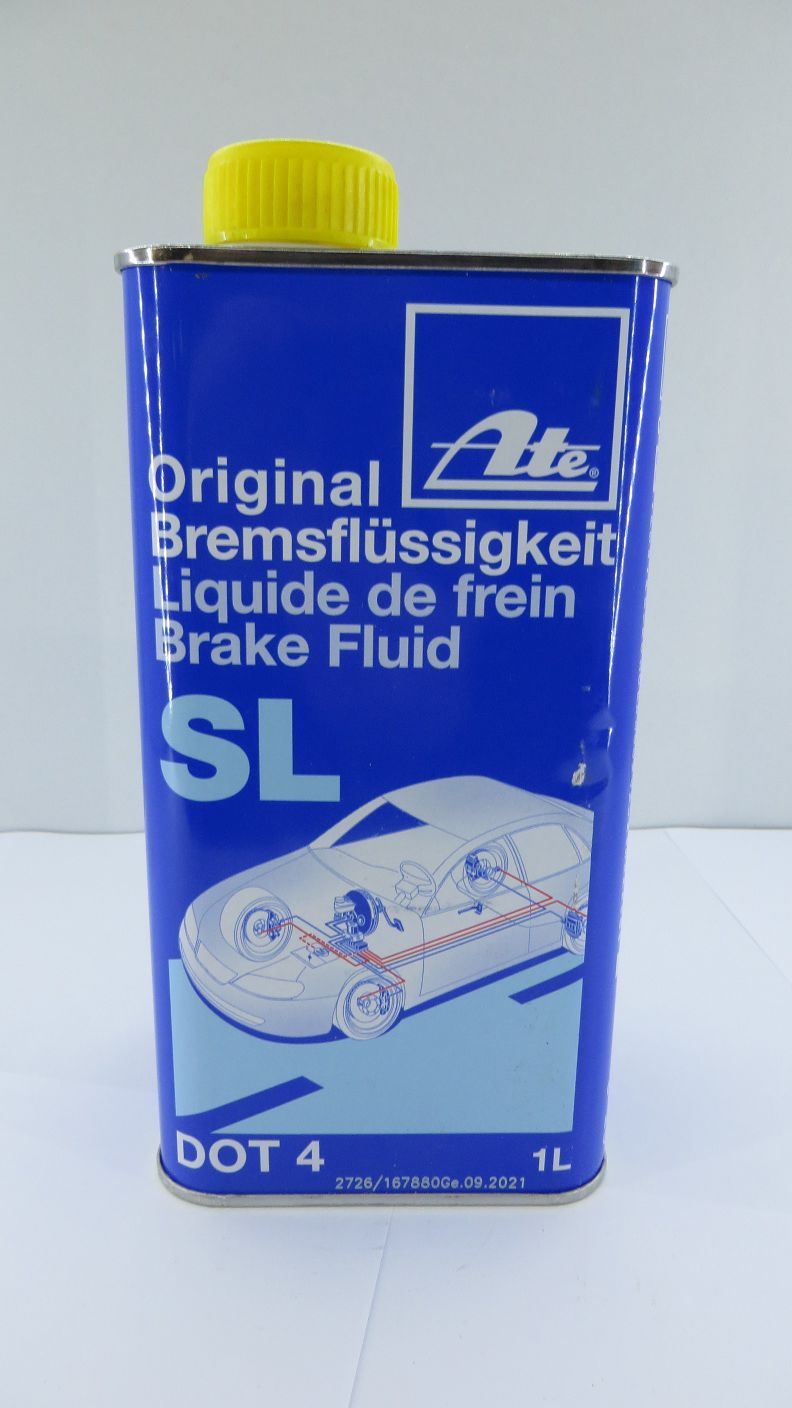 Ate®
Original
Bremsflüssigkeit
Liquide de frein
Brake Fluid
SL
DOT 4
1L
2726/167880Ge.09.2021